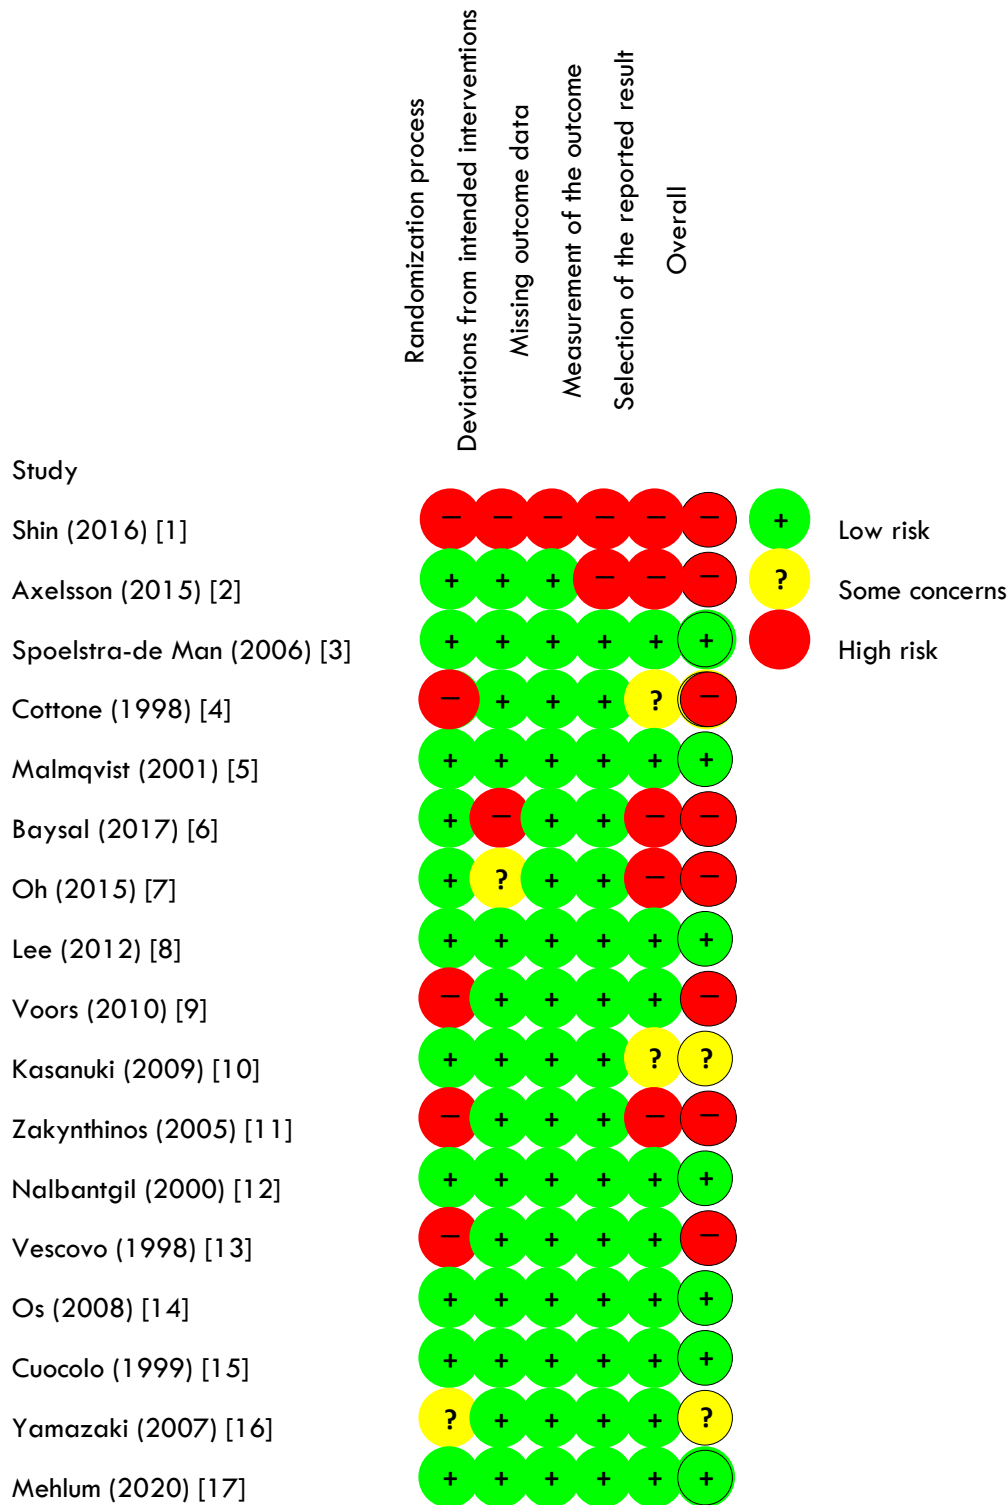 Randomization process
Deviations from intended interventions
Missing outcome data
Measurement of the outcome
Selection of the reported result
Overall
Study
Shin (2016) [1] − − − − − − + Low risk
Axelsson (2015) [2] + + + − − − ? Some concerns
Spoelstra-de Man (2006) [3] + + + + + + High risk
Cottone (1998) [4] − + + + ? −
Malmqvist (2001) [5] + + + + + +
Baysal (2017) [6] + − + + − −
Oh (2015) [7] + ? + + − −
Lee (2012) [8] + + + + + +
Voors (2010) [9] − + + + + −
Kasanuki (2009) [10] + + + + ? ?
Zakynthinos (2005) [11] − + + + − −
Nalbantgil (2000) [12] + + + + + +
Vescovo (1998) [13] − + + + + −
Os (2008) [14] + + + + + +
Cuocolo (1999) [15] + + + + + +
Yamazaki (2007) [16] ? + + + + ?
Mehlum (2020) [17] + + + + + +